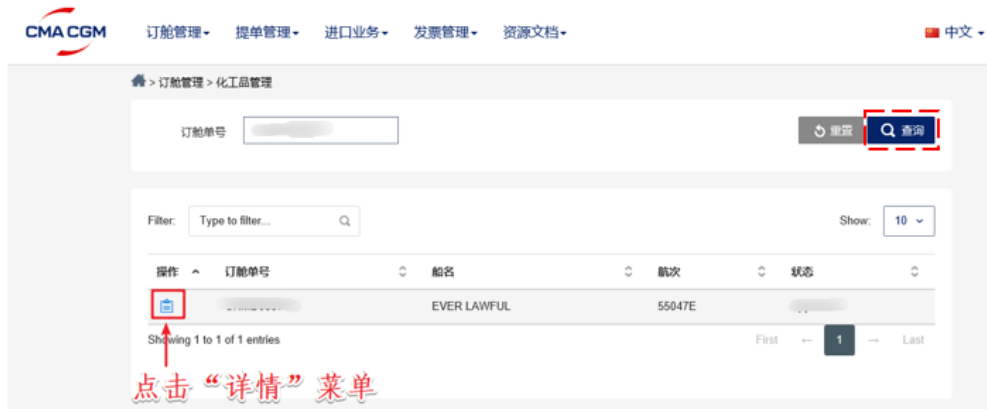 CMA CGM 订舱管理 提单管理 进口业务 发票管理 资源文档 中文
> 订舱管理 > 化工品管理
订舱单号 重置 查询
Filter: Type to filter... Show: 10
操作 订舱单号 船名 航次 状态
EVER LAWFUL 55047E
Showing 1 to 1 of 1 entries First ← 1 → Last
点击“详情”菜单